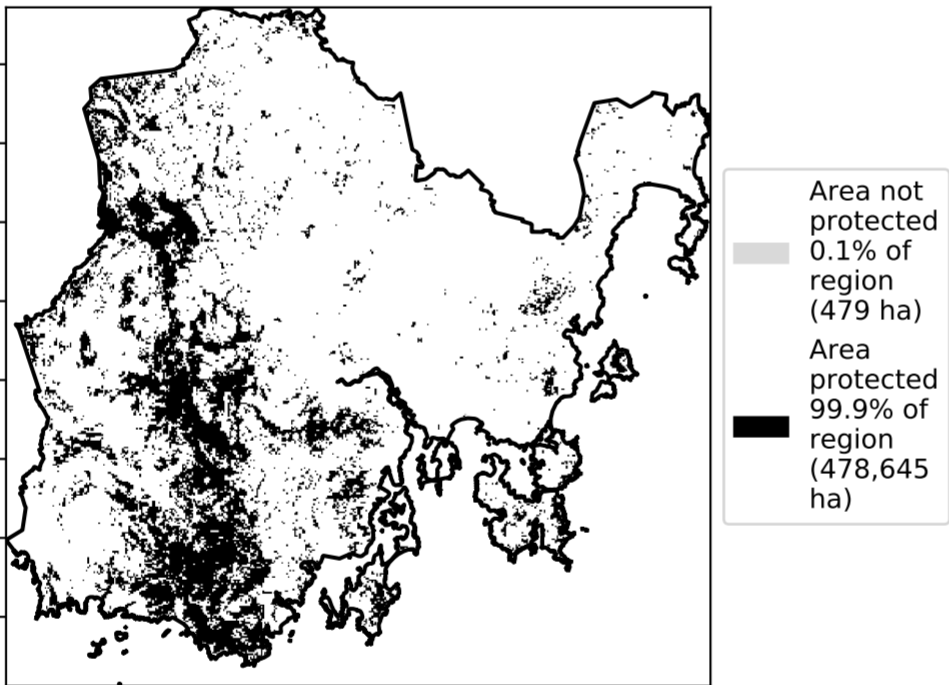 Area not
protected
0.1% of
region
(479 ha)
Area
protected
99.9% of
region
(478,645
ha)